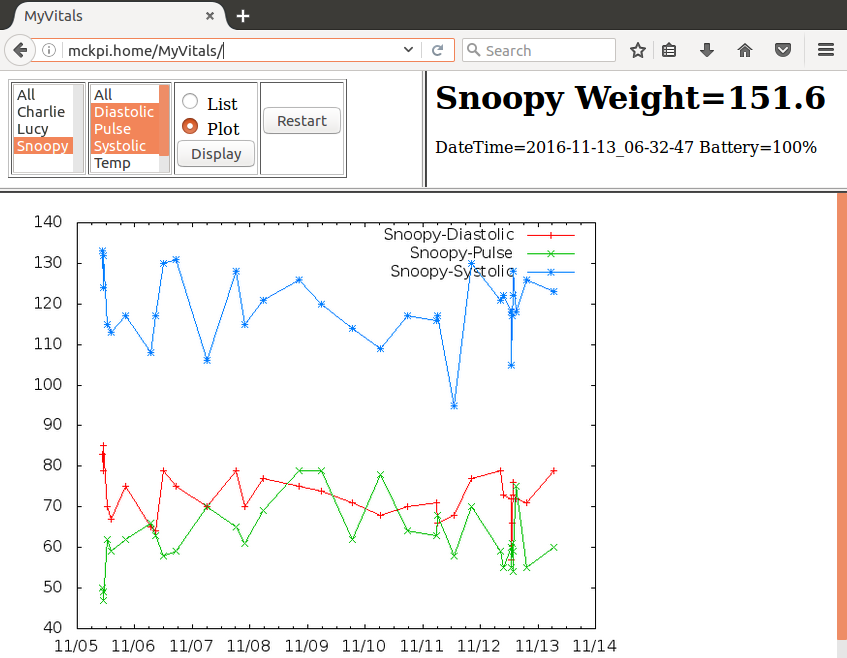 MyVitals
mckpi.home/MyVitals/
Search
All
Charlie
Lucy
Snoopy
All
Diastolic
Pulse
Systolic
Temp
List
Plot
Display
Restart
Snoopy Weight=151.6
DateTime=2016-11-13_06-32-47 Battery=100%
Snoopy-Diastolic
Snoopy-Pulse
Snoopy-Systolic
140
130
120
110
100
90
80
70
60
50
40
11/05 11/06 11/07 11/08 11/09 11/10 11/11 11/12 11/13 11/14